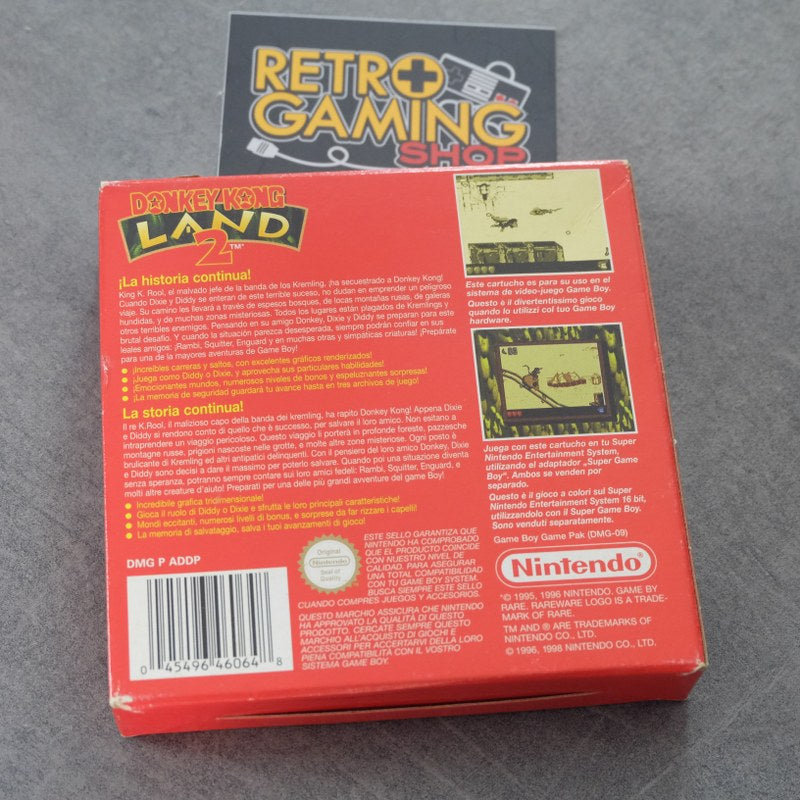 RETRO
GAMING
SHOP
DONKEY KONG
LAND
2™
¡La historia continua!
King K. Rool, el malvado jefe de la banda de los Kremling, ¡ha secuestrado a Donkey Kong!
Cuando Dixie y Diddy se enteran de este terrible suceso, no dudan en emprender un peligroso
viaje. Su camino les llevará a través de espesos bosques, de locas montañas rusas, de galeras
hundidas, y de muchas zonas misteriosas. Todos los lugares están plagados de Kremlings y
otros terribles enemigos. Pensando en su amigo Donkey, Dixie y Diddy se preparan para este
brutal desafío. Y cuando la situación parezca desesperada, siempre podrán confiar en sus
leales amigos: ¡Rambi, Squitter, Enguard y en muchas otras y simpáticas criaturas! ¡Prepárate
para una de la mayores aventuras de Game Boy!
● ¡Increíbles carreras y saltos, con excelentes gráficos renderizados!
● ¡Juega como Diddy o Dixie, y aprovecha sus particulares habilidades!
● ¡Emocionantes mundos, numerosos niveles de bonos y espeluznantes sorpresas!
● ¡La memoria de seguridad guardará tu avance hasta en tres archivos de juego!
La storia continua!
Il re K.Rool, il malizioso capo della banda dei kremling, ha rapito Donkey Kong! Appena Dixie
e Diddy si rendono conto di quello che è successo, per salvare il loro amico. Non esitano a
intraprendere un viaggio pericoloso. Questo viaggio li porterà in profonde foreste, pazzesche
montagne russe, prigioni nascoste nelle grotte, e molte altre zone misteriose. Ogni posto è
brulicante di Kremling ed altri antipatici delinquenti. Con il pensiero del loro amico Donkey, Dixie
e Diddy sono decisi a dare il massimo per poterlo salvare. Quando poi una situazione diventa
senza speranza, potranno sempre contare sui loro amici fedeli: Rambi, Squitter, Enguard, e
molti altre creature d'aiuto! Preparati per una delle più grandi avventure del game Boy!
● Incredibile grafica tridimensionale!
● Gioca il ruolo di Diddy o Dixie e sfrutta le loro principali caratteristiche!
● Mondi eccitanti, numerosi livelli di bonus, e sorprese da far rizzare i capelli!
● La memoria di salvataggio, salva i tuoi avanzamenti di gioco!
DMG P ADDP
0 45496 46064 8
Original
Nintendo
Seal of
Quality
ESTE SELLO GARANTIZA QUE
NINTENDO HA COMPROBADO
QUE EL PRODUCTO COINCIDE
CON NUESTRO NIVEL DE
CALIDAD. PARA ASEGURAR
UNA TOTAL COMPATIBILIDAD
CON TU GAME BOY SYSTEM,
BUSCA SIEMPRE ESTE SELLO
CUANDO COMPRES JUEGOS Y ACCESORIOS.
QUESTO MARCHIO ASSICURA CHE NINTENDO
HA APPROVATO LA QUALITÀ DI QUESTO
PRODOTTO. CERCATE SEMPRE QUESTO
MARCHIO ALL'ACQUISTO DI GIOCHI E
ACCESSORI PER ACCERTARVI DELLA LORO
PIENA COMPATIBILITÀ CON IL VOSTRO
SISTEMA GAME BOY.
Este cartucho es para su uso en el
sistema de video-juego Game Boy.
Questo è il divertentissimo gioco
quando lo utilizzi col tuo Game Boy
hardware.
Juega con este cartucho en tu Super
Nintendo Entertainment System,
utilizando el adaptador „Super Game
Boy". Ambos se venden por
separado.
Questo è il gioco a colori sul Super
Nintendo Entertainment System 16 bit,
utilizzandolo con il Super Game Boy.
Sono venduti separatamente.
Game Boy Game Pak (DMG-09)
Nintendo®
"© 1995, 1996 NINTENDO. GAME BY
RARE. RAREWARE LOGO IS A TRADE-
MARK OF RARE.
TM AND ® ARE TRADEMARKS OF
NINTENDO CO., LTD.
© 1996, 1998 NINTENDO CO., LTD.